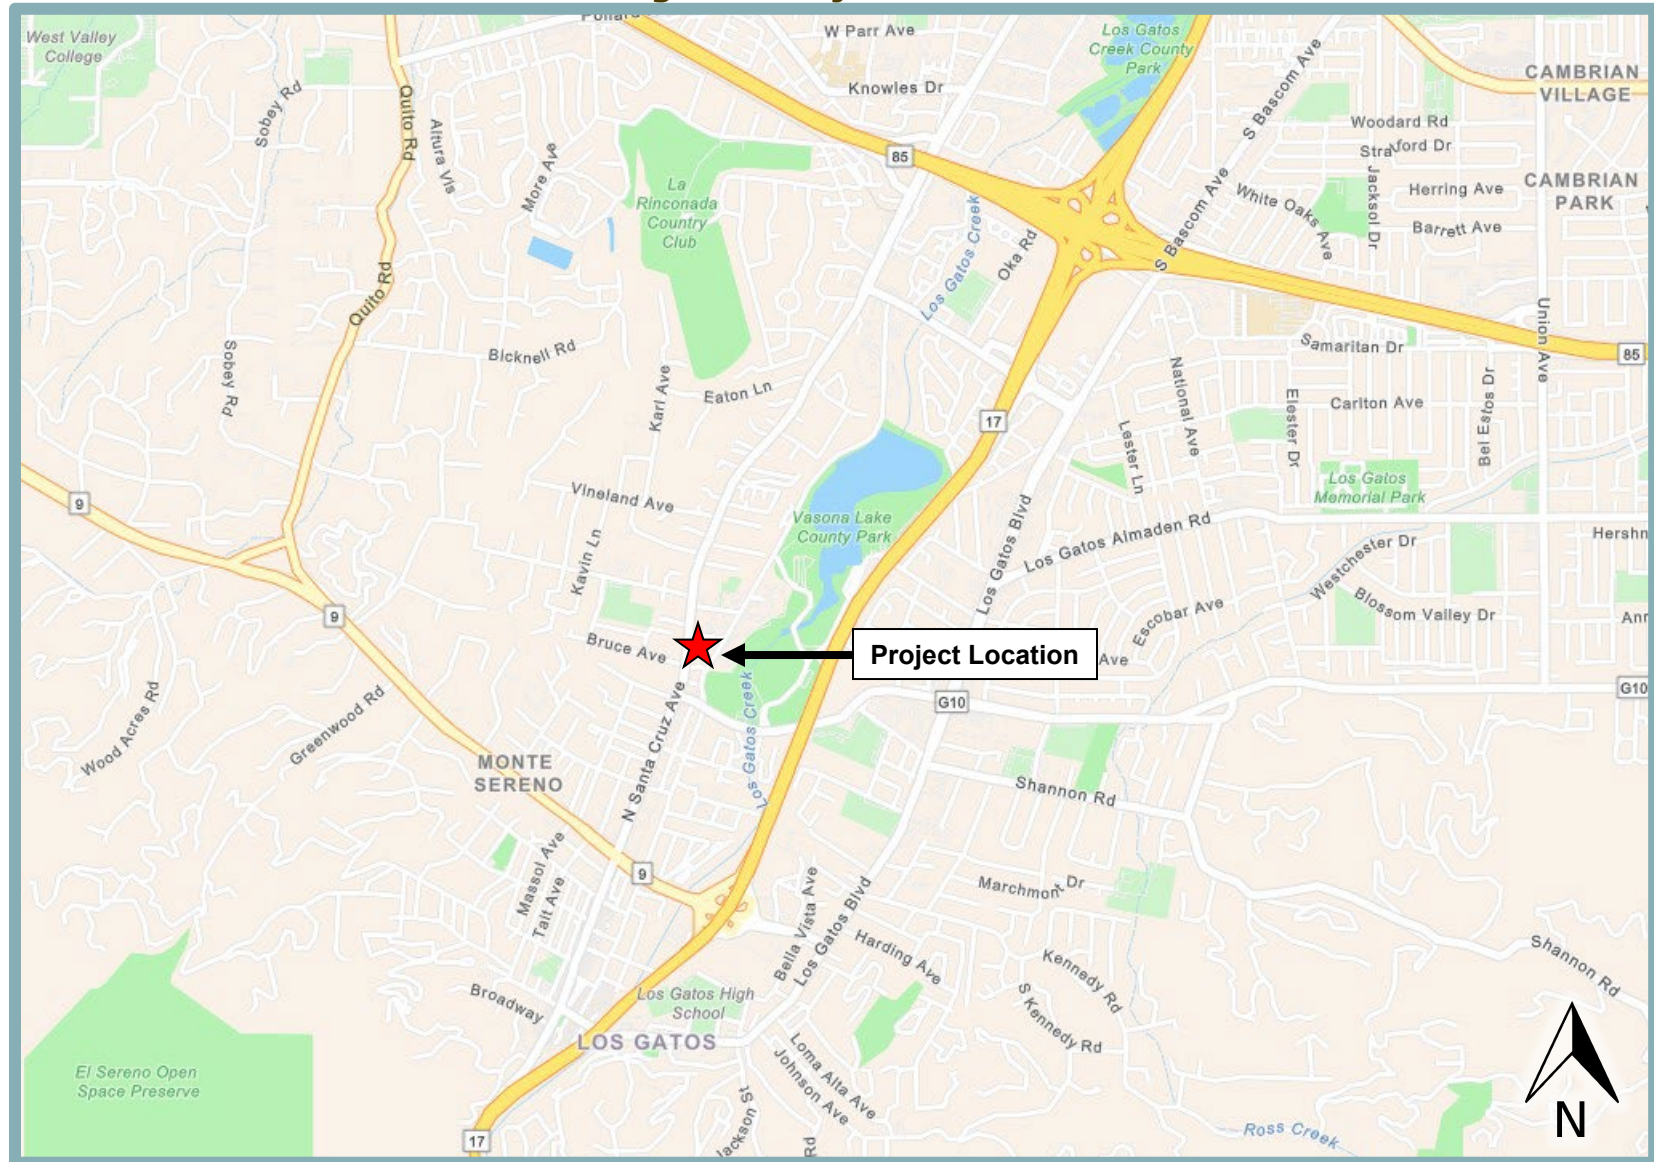 West Valley
College
Sobey Rd
Quito Rd
Altura Vis
More Ave
W Parr Ave
Knowles Dr
Los Gatos
Creek County
Park
S Bascom Ave
CAMBRIAN
VILLAGE
Woodard Rd
Jackson Dr
Herring Ave
CAMBRIAN
PARK
White Oaks Ave
Barrett Ave
85
La
Rinconada
Country
Club
Los Gatos Creek
Oka Rd
S Bascom Ave
Quito Rd
Sobey Rd
Bicknell Rd
Karl Ave
Eaton Ln
Union Ave
Samaritan Dr
85
National Ave
Elester Dr
Carlton Ave
Bel Estos Dr
17
Lester Ln
Los Gatos
Memorial Park
9
Vineland Ave
Vasona Lake
County Park
Los Gatos Blvd
Los Gatos Almaden Rd
Hershn
Kavin Ln
Westchester Dr
Blossom Valley Dr
Escobar Ave
Ann
9
Bruce Ave
Project Location
Ave
G10
G10
Wood Acres Rd
Greenwood Rd
N Santa Cruz Ave
Los Gatos Creek
MONTE
SERENO
Shannon Rd
Massol Ave
Tait Ave
9
Bella Vista Ave
Los Gatos Blvd
Marchmont Dr
Harding Ave
Kennedy Rd
S Kennedy Rd
Shannon Rd
Broadway
Los Gatos High
School
LOS GATOS
Loma Alta Ave
Johnson Ave
Jackson St
Rd
El Sereno Open
Space Preserve
17
Ross Creek
N